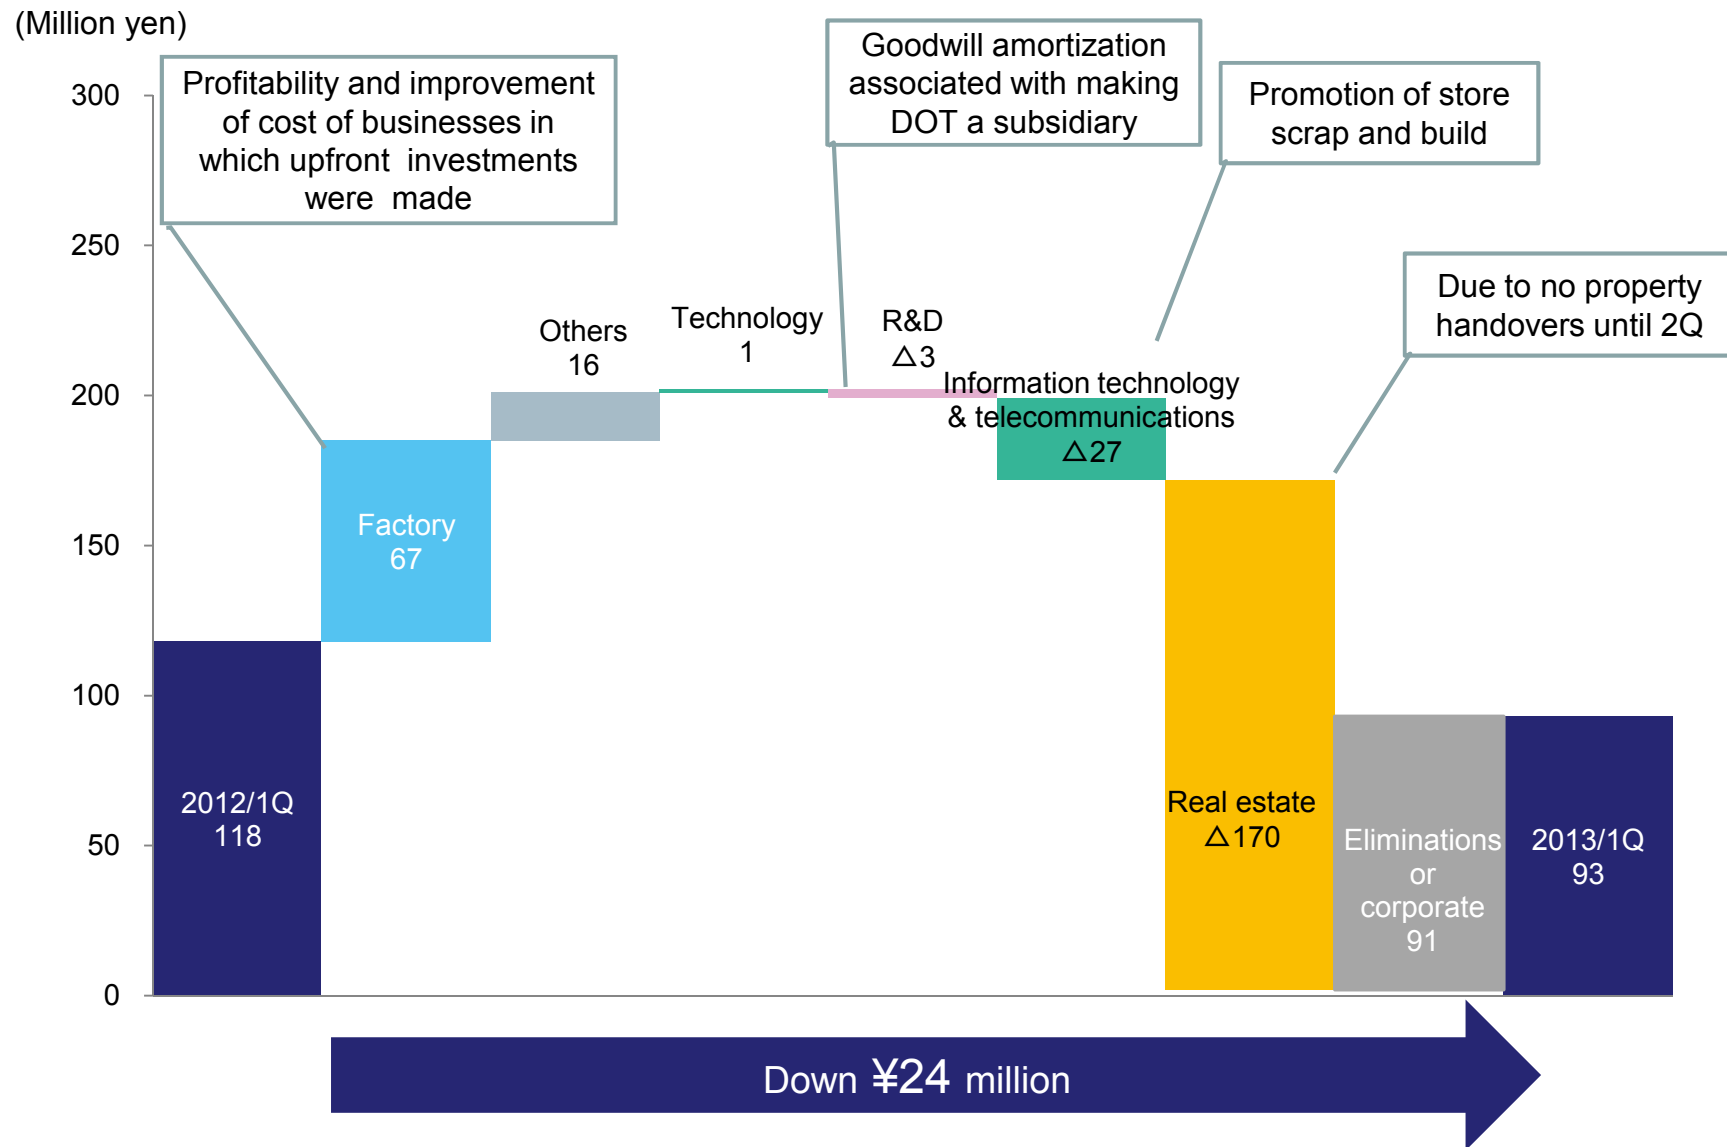 (Million yen)
Profitability and improvement
of cost of businesses in
which upfront investments
were made
Goodwill amortization
associated with making
DOT a subsidiary
Promotion of store
scrap and build
Due to no property
handovers until 2Q
300
250
200
150
100
50
0
2012/1Q
118
Factory
67
Others
16
Technology
1
R&D
△3
Information technology
& telecommunications
△27
Real estate
△170
Eliminations
or
corporate
91
2013/1Q
93
Down ¥24 million